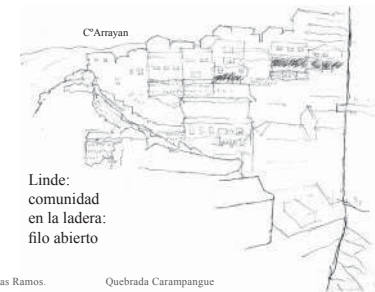 CºArrayan
Linde:
comunidad
en la ladera:
filo abierto
as Ramos. Quebrada Carampangue